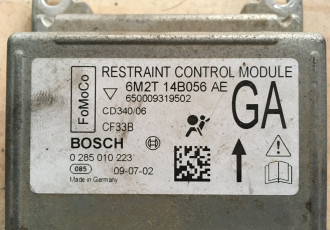 FoMoCo
RESTRAINT CONTROL MODULE
6M2T 14B056 AE
650009319502
CD340/06
CF33B
GA
BOSCH
0 285 010 223
085 09-07-02
Made in Germany